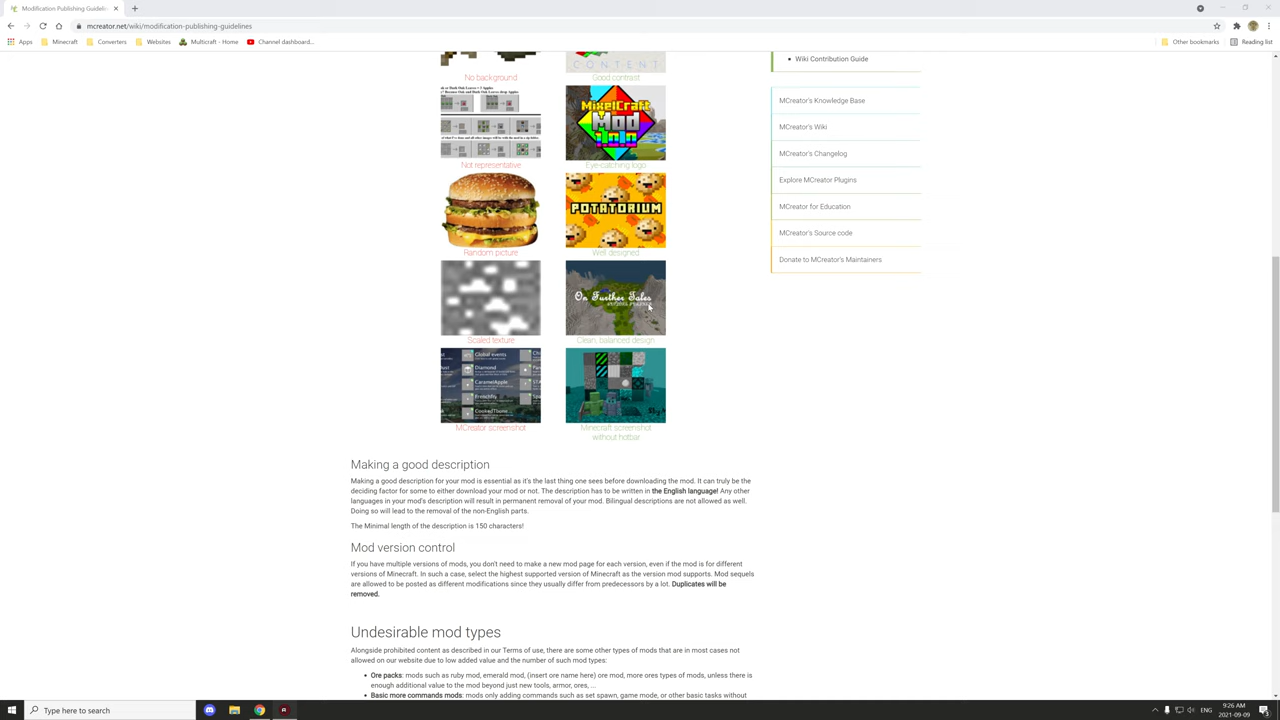 Modification Publishing Guideli
mcreator.net/wiki/modification-publishing-guidelines
Apps
Minecraft
Converters
Websites
Multicraft - Home
Channel dashboard...
Other bookmarks
Reading list
Wiki Contribution Guide
MCreator's Knowledge Base
MCreator's Wiki
MCreator's Changelog
Explore MCreator Plugins
MCreator for Education
MCreator's Source code
Donate to MCreator's Maintainers
CONTENT
No background
Good contrast
MIXELCRAFT
MOD
Not representative
Eye-catching logo
POTATORIUM
Random picture
Well designed
On Further Tales
Scaled texture
Clean, balanced design
Global events
Diamond
CaramelApple
MCreator screenshot
Minecraft screenshot
without hotbar
Making a good description
Making a good description for your mod is essential as it's the last thing one sees before downloading the mod. It can truly be the
deciding factor for some to either download your mod or not. The description has to be written in the English language! Any other
languages in your mod's description will result in permanent removal of your mod. Bilingual descriptions are not allowed as well.
Doing so will lead to the removal of the non-English parts.
The Minimal length of the description is 150 characters!
Mod version control
If you have multiple versions of mods, you don't need to make a new mod page for each version, even if the mod is for different
versions of Minecraft. In such a case, select the highest supported version of Minecraft as the version mod supports. Mod sequels
are allowed to be posted as different modifications since they usually differ from predecessors by a lot. Duplicates will be
removed.
Undesirable mod types
Alongside prohibited content as described in our Terms of use, there are some other types of mods that are in most cases not
allowed on our website due to low added value and the number of such mod types:
Ore packs: mods such as ruby mod, emerald mod, (insert ore name here) ore mod, more ores types of mods, unless there is
enough additional value to the mod beyond just new tools, armor, ores, ...
Basic more commands mods: mods only adding commands such as set spawn, game mode, or other basic tasks without
Type here to search
ENG
9:26 AM
2021-09-09